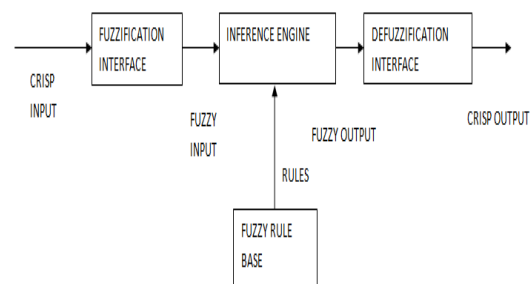 FUZZIFICATION
INTERFACE
INFERENCE ENGINE
DEFUZZIFICATION
INTERFACE
CRISP
INPUT
FUZZY
INPUT
FUZZY OUTPUT
CRISP OUTPUT
RULES
FUZZY RULE
BASE